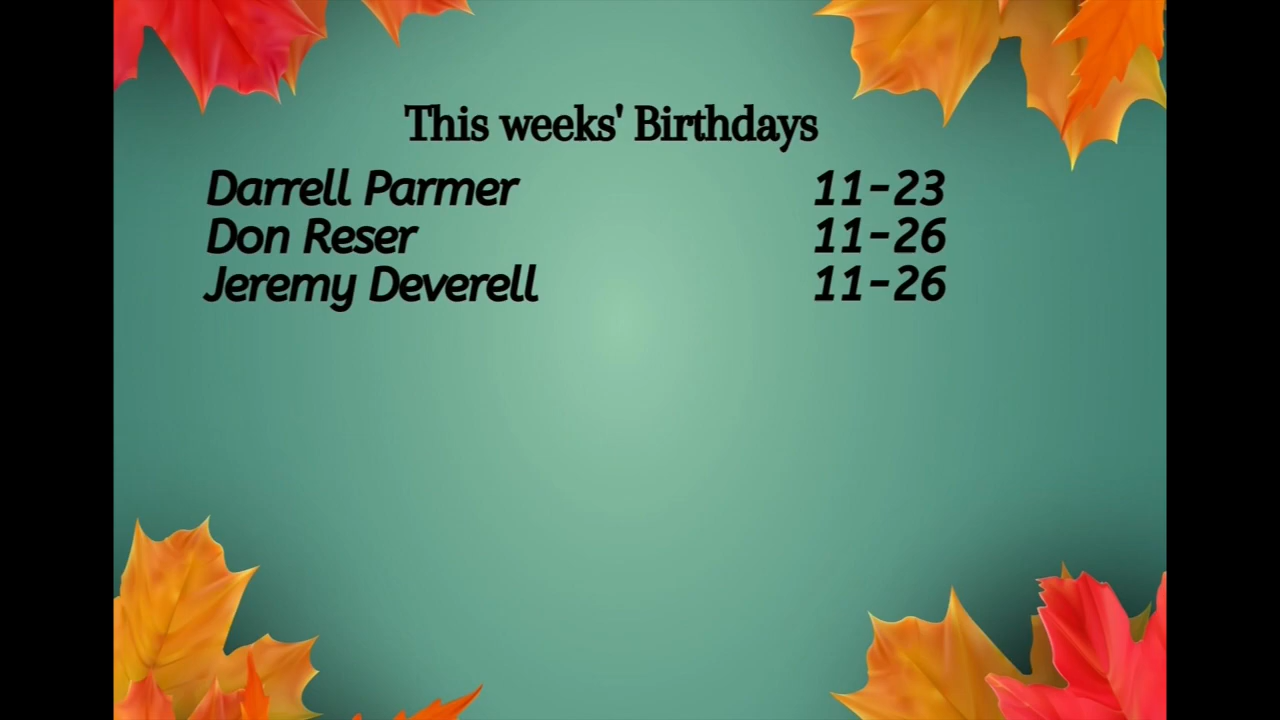 This weeks' Birthdays
Darrell Parmer 11-23
Don Reser 11-26
Jeremy Deverell 11-26